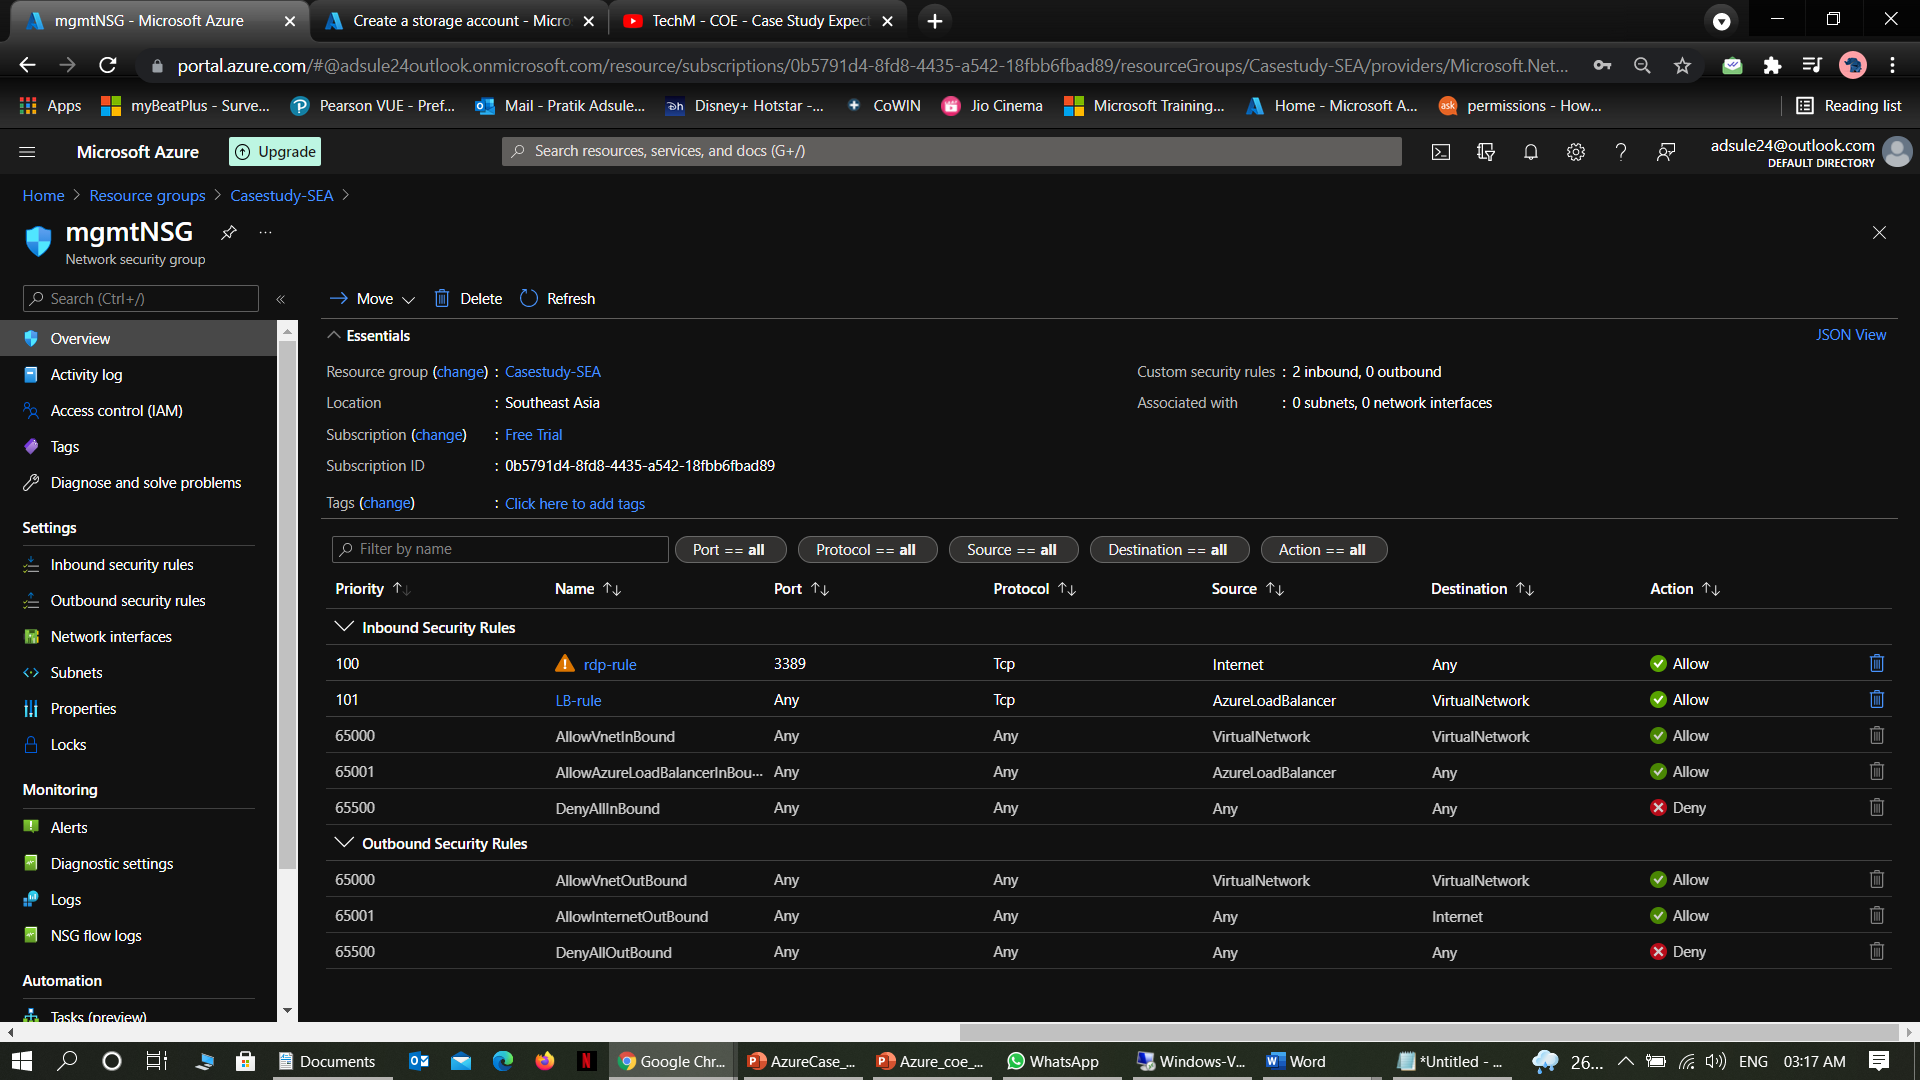 mgmtNSG - Microsoft Azure
Create a storage account - Micro
TechM - COE - Case Study Expect
portal.azure.com/#@adsule24outlook.onmicrosoft.com/resource/subscriptions/0b5791d4-8fd8-4435-a542-18fbb6fbad89/resourceGroups/Casestudy-SEA/providers/Microsoft.Net...
Apps
myBeatPlus - Surve...
Pearson VUE - Pref...
Mail - Pratik Adsule...
Disney+ Hotstar -...
CoWIN
Jio Cinema
Microsoft Training...
Home - Microsoft A...
ask
permissions - How...
Reading list
Microsoft Azure
Upgrade
Search resources, services, and docs (G+/)
adsule24@outlook.com
DEFAULT DIRECTORY
Home > Resource groups > Casestudy-SEA >
mgmtNSG
...
Network security group
Search (Ctrl+/)
«
Move
Delete
Refresh
Overview
Activity log
Access control (IAM)
Tags
Diagnose and solve problems
Settings
Inbound security rules
Outbound security rules
Network interfaces
Subnets
Properties
Locks
Monitoring
Alerts
Diagnostic settings
Logs
NSG flow logs
Automation
Tasks (preview)
Essentials
JSON View
Resource group (change) : Casestudy-SEA
Location : Southeast Asia
Subscription (change) : Free Trial
Subscription ID : 0b5791d4-8fd8-4435-a542-18fbb6fbad89
Tags (change) : Click here to add tags
Custom security rules : 2 inbound, 0 outbound
Associated with : 0 subnets, 0 network interfaces
Filter by name
Port == all
Protocol == all
Source == all
Destination == all
Action == all
Priority Name Port Protocol Source Destination Action
Inbound Security Rules
100 rdp-rule 3389 Tcp Internet Any Allow
101 LB-rule Any Tcp AzureLoadBalancer VirtualNetwork Allow
65000 AllowVnetInBound Any Any VirtualNetwork VirtualNetwork Allow
65001 AllowAzureLoadBalancerInBou... Any Any AzureLoadBalancer Any Allow
65500 DenyAllInBound Any Any Any Any Deny
Outbound Security Rules
65000 AllowVnetOutBound Any Any VirtualNetwork VirtualNetwork Allow
65001 AllowInternetOutBound Any Any Any Internet Allow
65500 DenyAllOutBound Any Any Any Any Deny
Documents
Google Chr...
AzureCase_...
Azure_coe_...
WhatsApp
Windows-V...
Word
*Untitled - ...
26...
ENG
03:17 AM